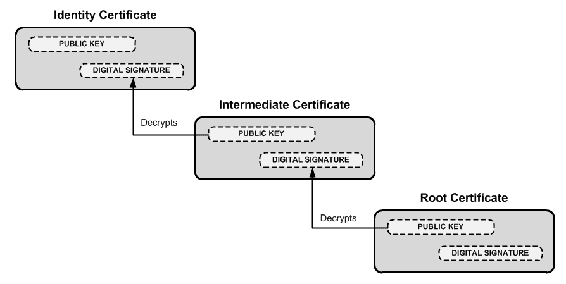 Identity Certificate
PUBLIC KEY
DIGITAL SIGNATURE
Intermediate Certificate
Decrypts
PUBLIC KEY
DIGITAL SIGNATURE
Root Certificate
Decrypts
PUBLIC KEY
DIGITAL SIGNATURE